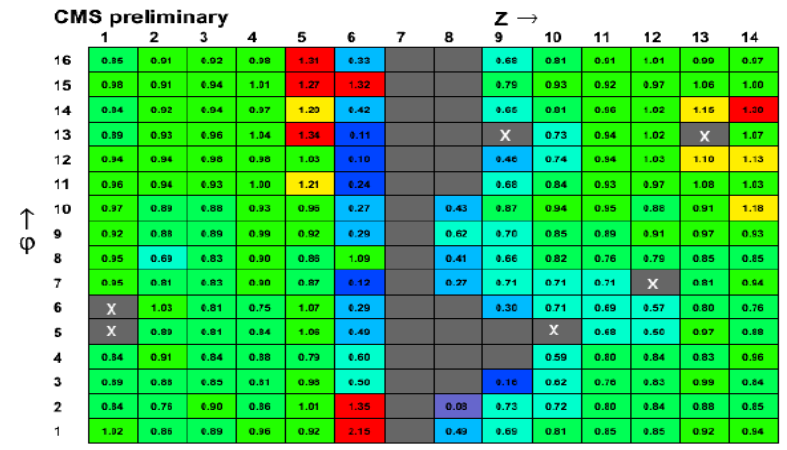 CMS preliminary Z →
1 2 3 4 5 6 7 8 9 10 11 12 13 14
16 0.91 0.92 0.98 1.31 0.33 0.68 0.81 0.91 1.01 0.99 0.97
15 0.98 0.91 0.94 1.01 1.27 1.32 0.79 0.93 0.92 0.97 1.06 1.00
14 0.92 0.94 0.97 1.20 0.42 0.81 0.96 1.02 1.15
13 0.89 0.93 0.96 1.04 1.34 0.11 X 0.73 0.94 1.02 X 1.07
12 0.94 0.94 0.98 0.98 1.03 0.10 0.46 0.74 0.94 1.03 1.10 1.13
11 0.96 0.94 0.93 1.00 1.21 0.24 0.68 0.84 0.93 0.97 1.08 1.03
10 0.97 0.89 0.88 0.93 0.96 0.27 0.43 0.87 0.94 0.95 0.88 0.91 1.18
9 0.92 0.88 0.89 0.99 0.92 0.29 0.62 0.70 0.85 0.89 0.91 0.97 0.93
8 0.95 0.69 0.83 0.90 0.86 1.09 0.41 0.66 0.82 0.76 0.79 0.85 0.85
7 0.95 0.81 0.83 0.90 0.87 0.12 0.27 0.71 0.71 0.71 X 0.81 0.94
6 X 1.03 0.81 0.75 1.07 0.29 0.30 0.71 0.69 0.57 0.80 0.76
5 X 0.81 0.84 1.06 0.49 X 0.68 0.97 0.88
4 0.84 0.91 0.84 0.88 0.79 0.60 0.59 0.80 0.84 0.83 0.96
3 0.89 0.88 0.85 0.81 0.50 0.16 0.62 0.76 0.83 0.99 0.84
2 0.84 0.76 0.90 0.86 1.01 1.35 0.73 0.72 0.80 0.84 0.88 0.85
1 1.02 0.86 0.89 0.96 0.92 2.15 0.49 0.69 0.81 0.85 0.85 0.92 0.94
↑
φ